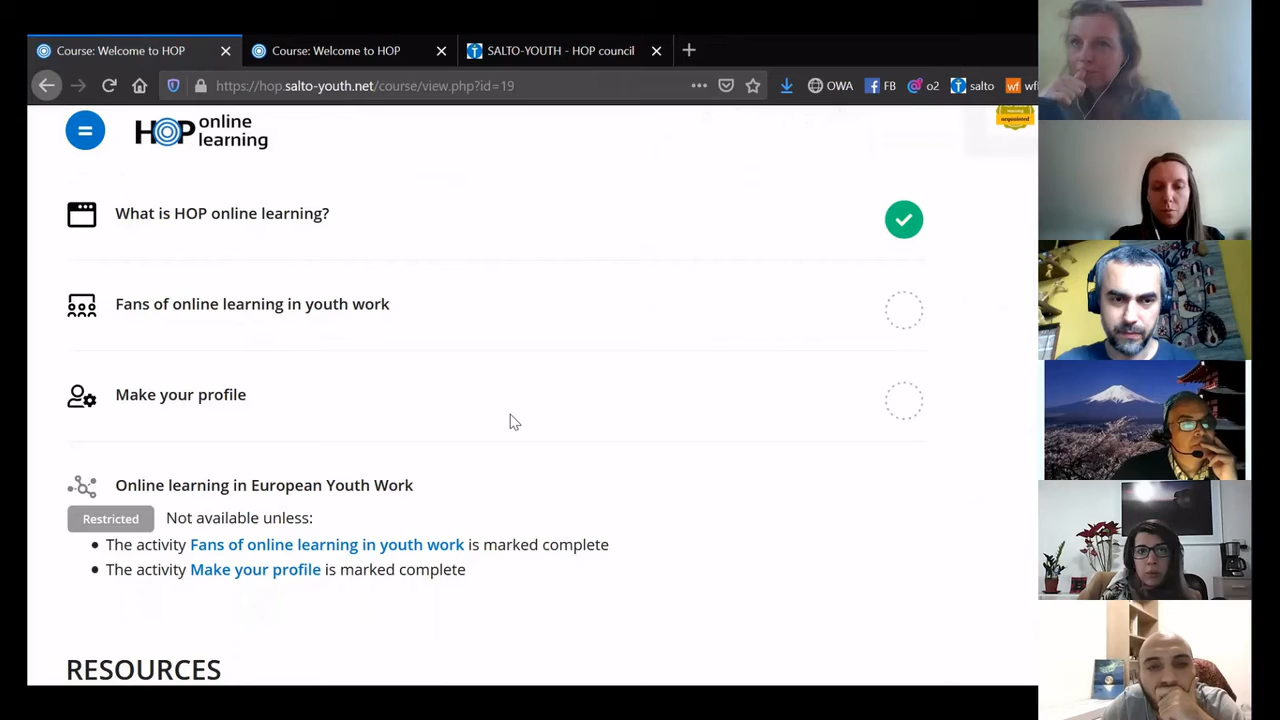 Course: Welcome to HOP
Course: Welcome to HOP
SALTO-YOUTH - HOP council
https://hop.salto-youth.net/course/view.php?id=19
OWA
FB
o2
salto
HOP online learning
What is HOP online learning?
Fans of online learning in youth work
Make your profile
Online learning in European Youth Work
Restricted Not available unless:
The activity Fans of online learning in youth work is marked complete
The activity Make your profile is marked complete
RESOURCES